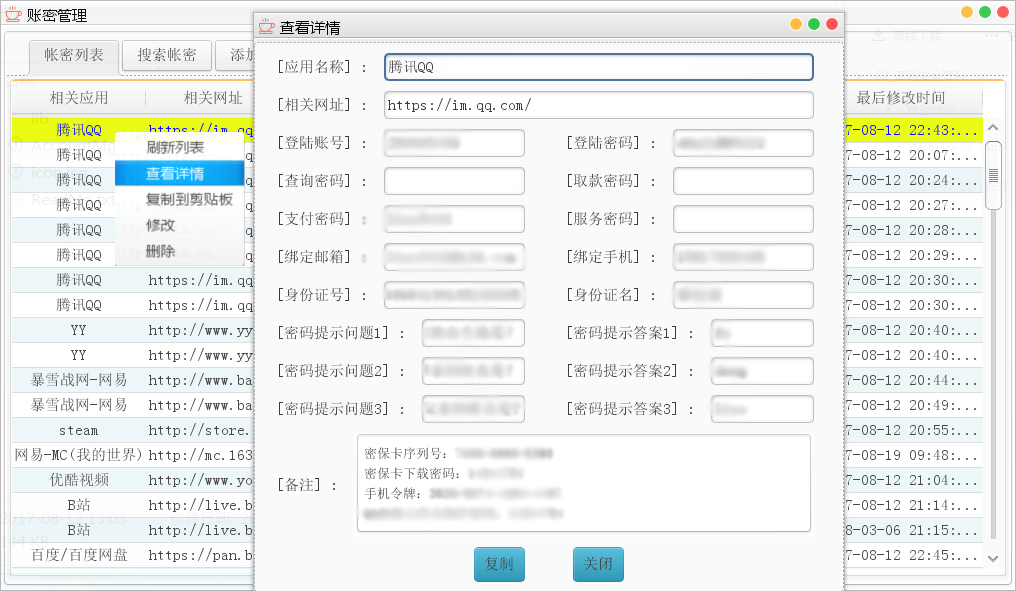 账密管理
帐密列表 搜索帐密 添加
相关应用 相关网址 最后修改时间
腾讯QQ https://im.qq 7-08-12 22:43:...
腾讯QQ 7-08-12 20:07:...
腾讯QQ 7-08-12 20:24:...
腾讯QQ 7-08-12 20:27:...
腾讯QQ 7-08-12 20:28:...
腾讯QQ 7-08-12 20:29:...
腾讯QQ https://im.qq 7-08-12 20:30:...
腾讯QQ https://im.qq 7-08-12 20:30:...
YY http://www.yy 7-08-12 20:40:...
YY http://www.yy 7-08-12 20:40:...
暴雪战网-网易 http://www.ba 7-08-12 20:44:...
暴雪战网-网易 http://www.ba 7-08-12 20:49:...
steam http://store. 7-08-12 20:55:...
网易-MC(我的世界) http://mc.163 7-08-19 09:48:...
优酷视频 http://www.yo 7-08-12 21:04:...
B站 http://live.b 7-08-12 21:14:...
B站 http://live.b 8-03-06 21:15:...
百度/百度网盘 https://pan.b 7-08-12 22:45:...
刷新列表
查看详情
复制到剪贴板
修改
删除
查看详情
[应用名称] : 腾讯QQ
[相关网址] : https://im.qq.com/
[登陆账号] : [登陆密码] :
[查询密码] : [取款密码] :
[支付密码] : [服务密码] :
[绑定邮箱] : [绑定手机] :
[身份证号] : [身份证名] :
[密码提示问题1] : [密码提示答案1] :
[密码提示问题2] : [密码提示答案2] :
[密码提示问题3] : [密码提示答案3] :
[备注] :
密保卡序列号:
密保卡下载密码:
手机令牌:
复制 关闭